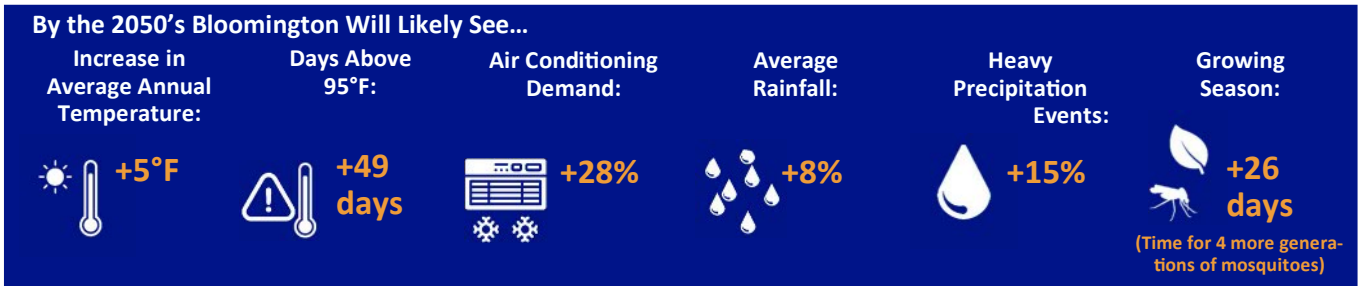 By the 2050's Bloomington Will Likely See...
Increase in
Average Annual
Temperature:
+5°F
Days Above
95°F:
+49
days
Air Conditioning
Demand:
+28%
Average
Rainfall:
+8%
Heavy
Precipitation
Events:
+15%
Growing
Season:
+26
days
(Time for 4 more genera-
tions of mosquitoes)